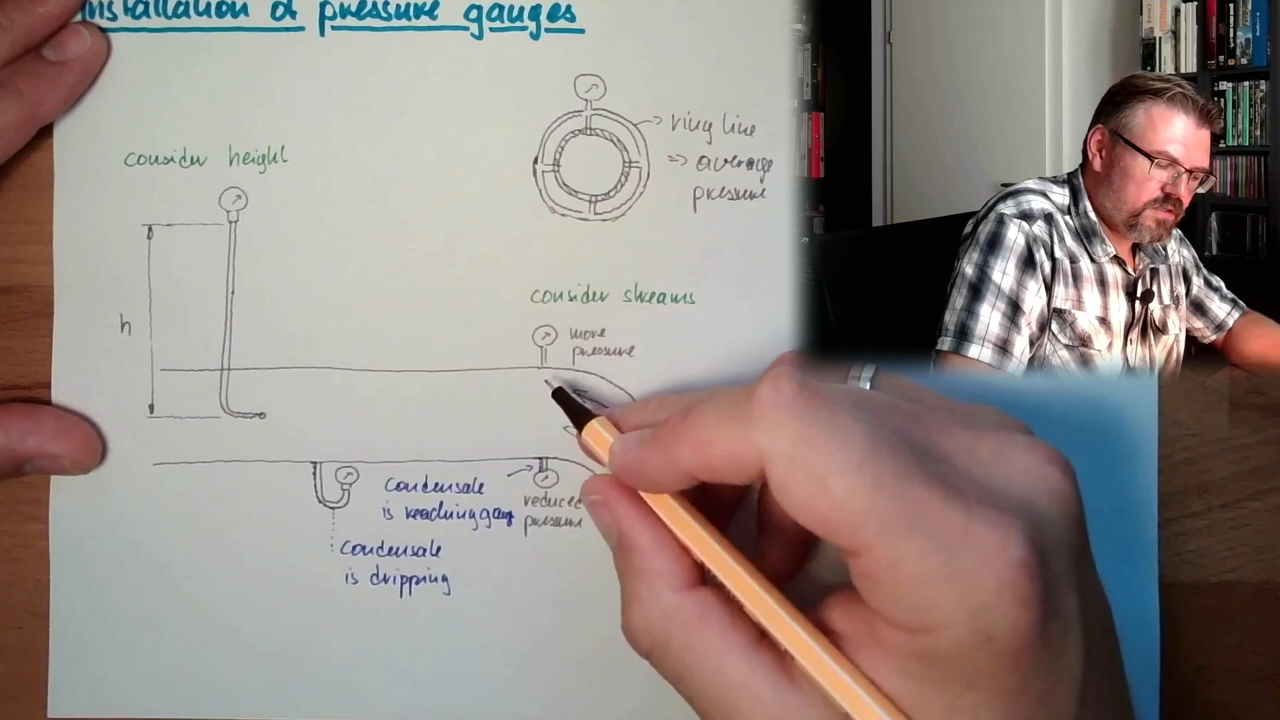 Installation of pressure gauges
consider height
ring line
=> average
pressure
h
consider streams
more
pressure
Condensate
is reaching gauge
reduced
pressure
Condensate
is dripping